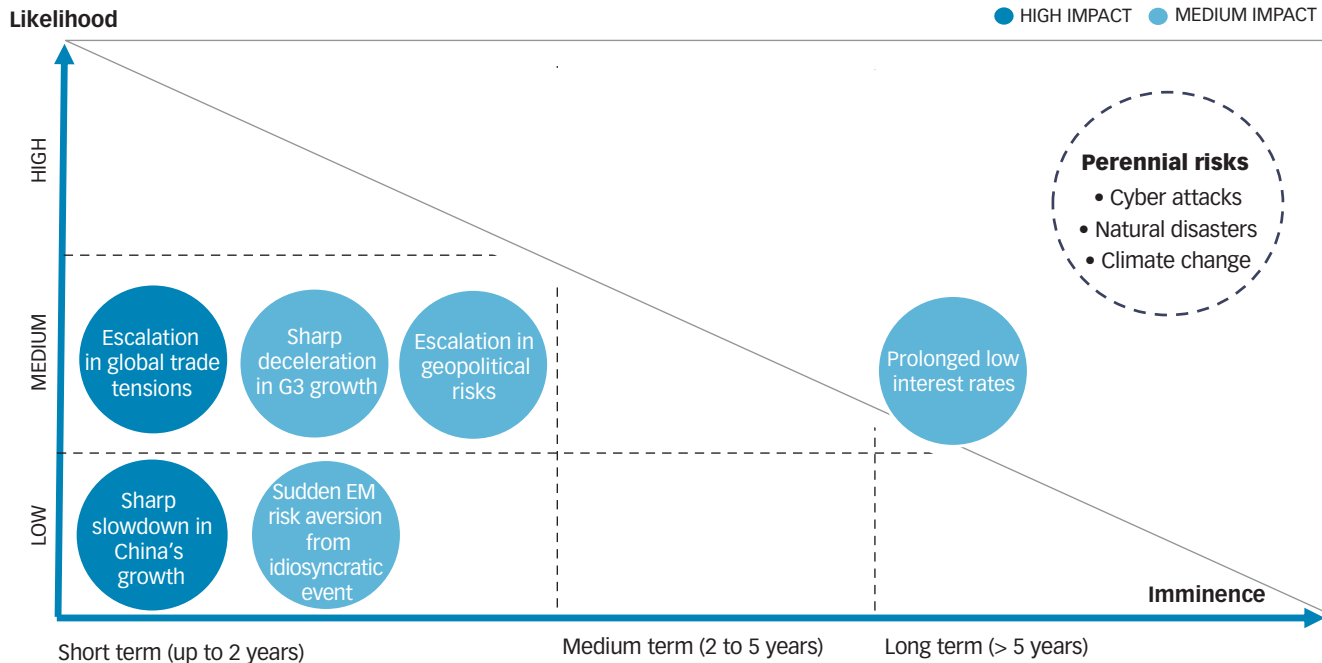 Likelihood
HIGH IMPACT
MEDIUM IMPACT
HIGH
Perennial risks
• Cyber attacks
• Natural disasters
• Climate change
MEDIUM
Escalation
in global trade
tensions
Sharp
deceleration
in G3 growth
Escalation in
geopolitical
risks
Prolonged low
interest rates
LOW
Sharp
slowdown in
China’s
growth
Sudden EM
risk aversion
from
idiosyncratic
event
Imminence
Short term (up to 2 years)
Medium term (2 to 5 years)
Long term (> 5 years)